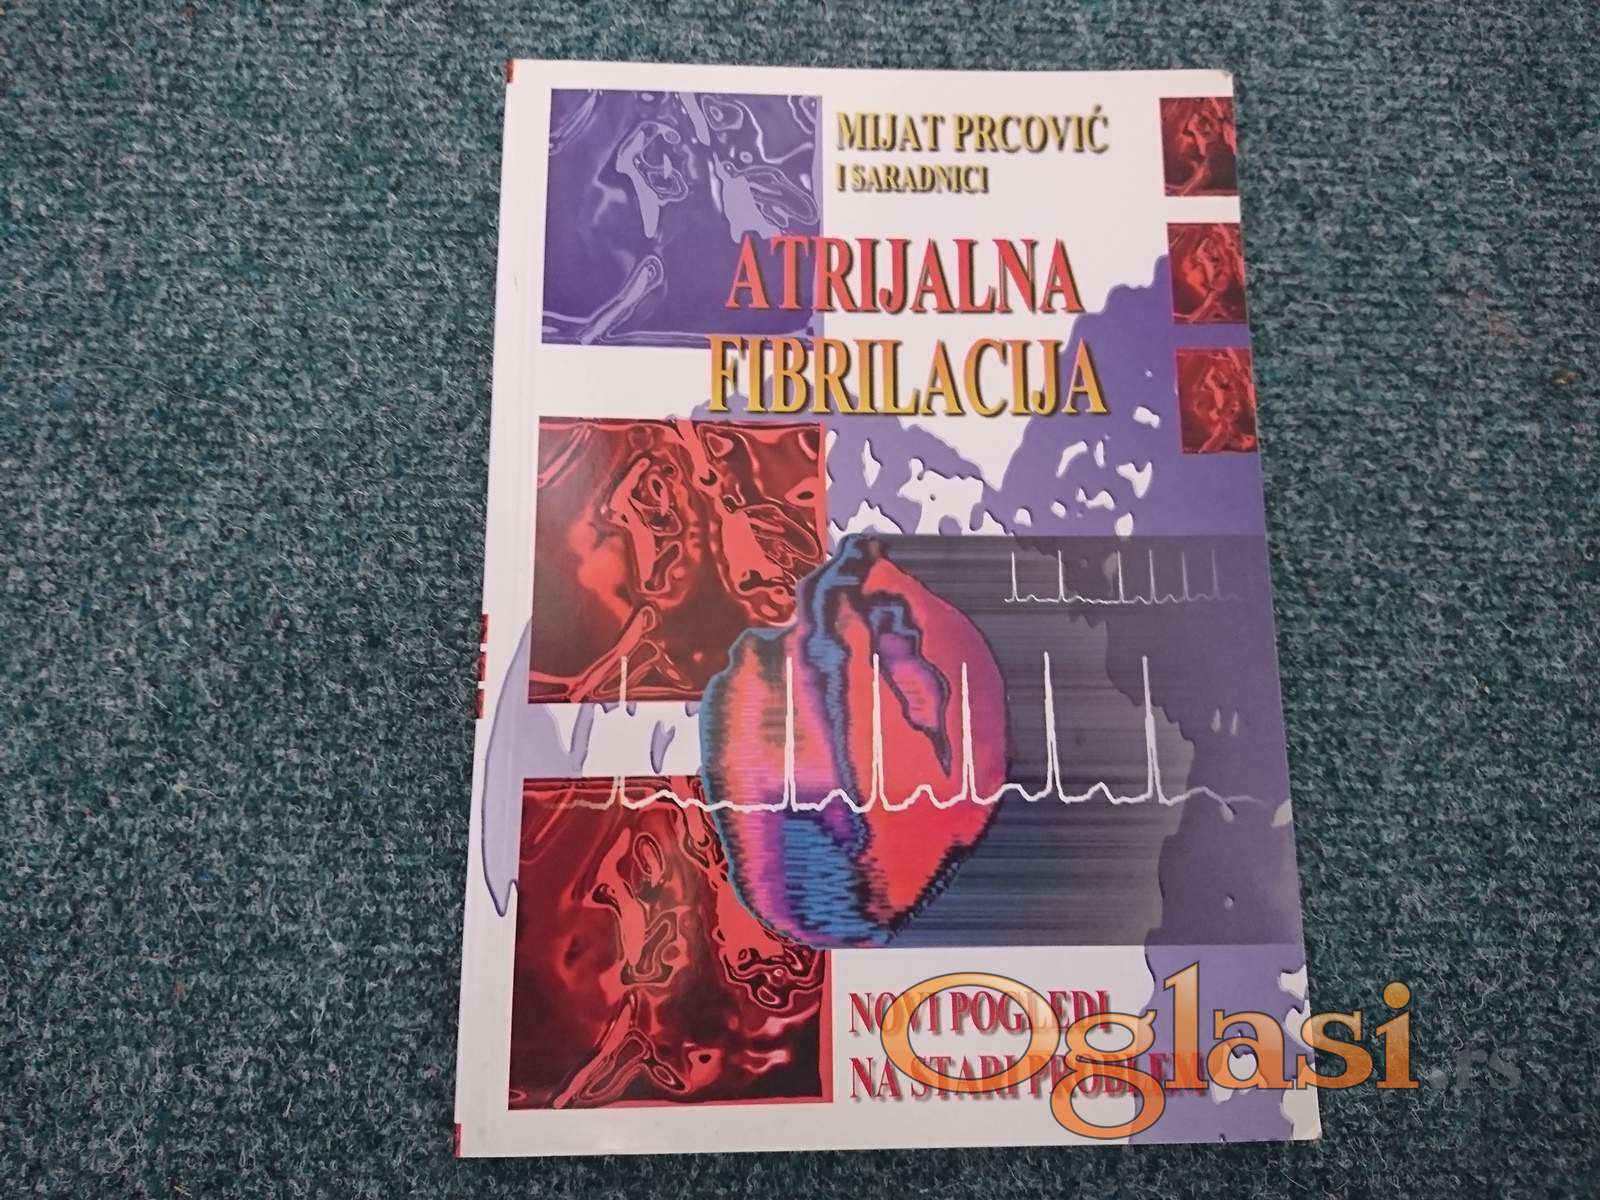 MIJAT PRCOVIĆ
I SARADNICI
ATRIJALNA
FIBRILACIJA
NOVI POGLEDI
NA STARI PROBLEM
Oglasi.rs